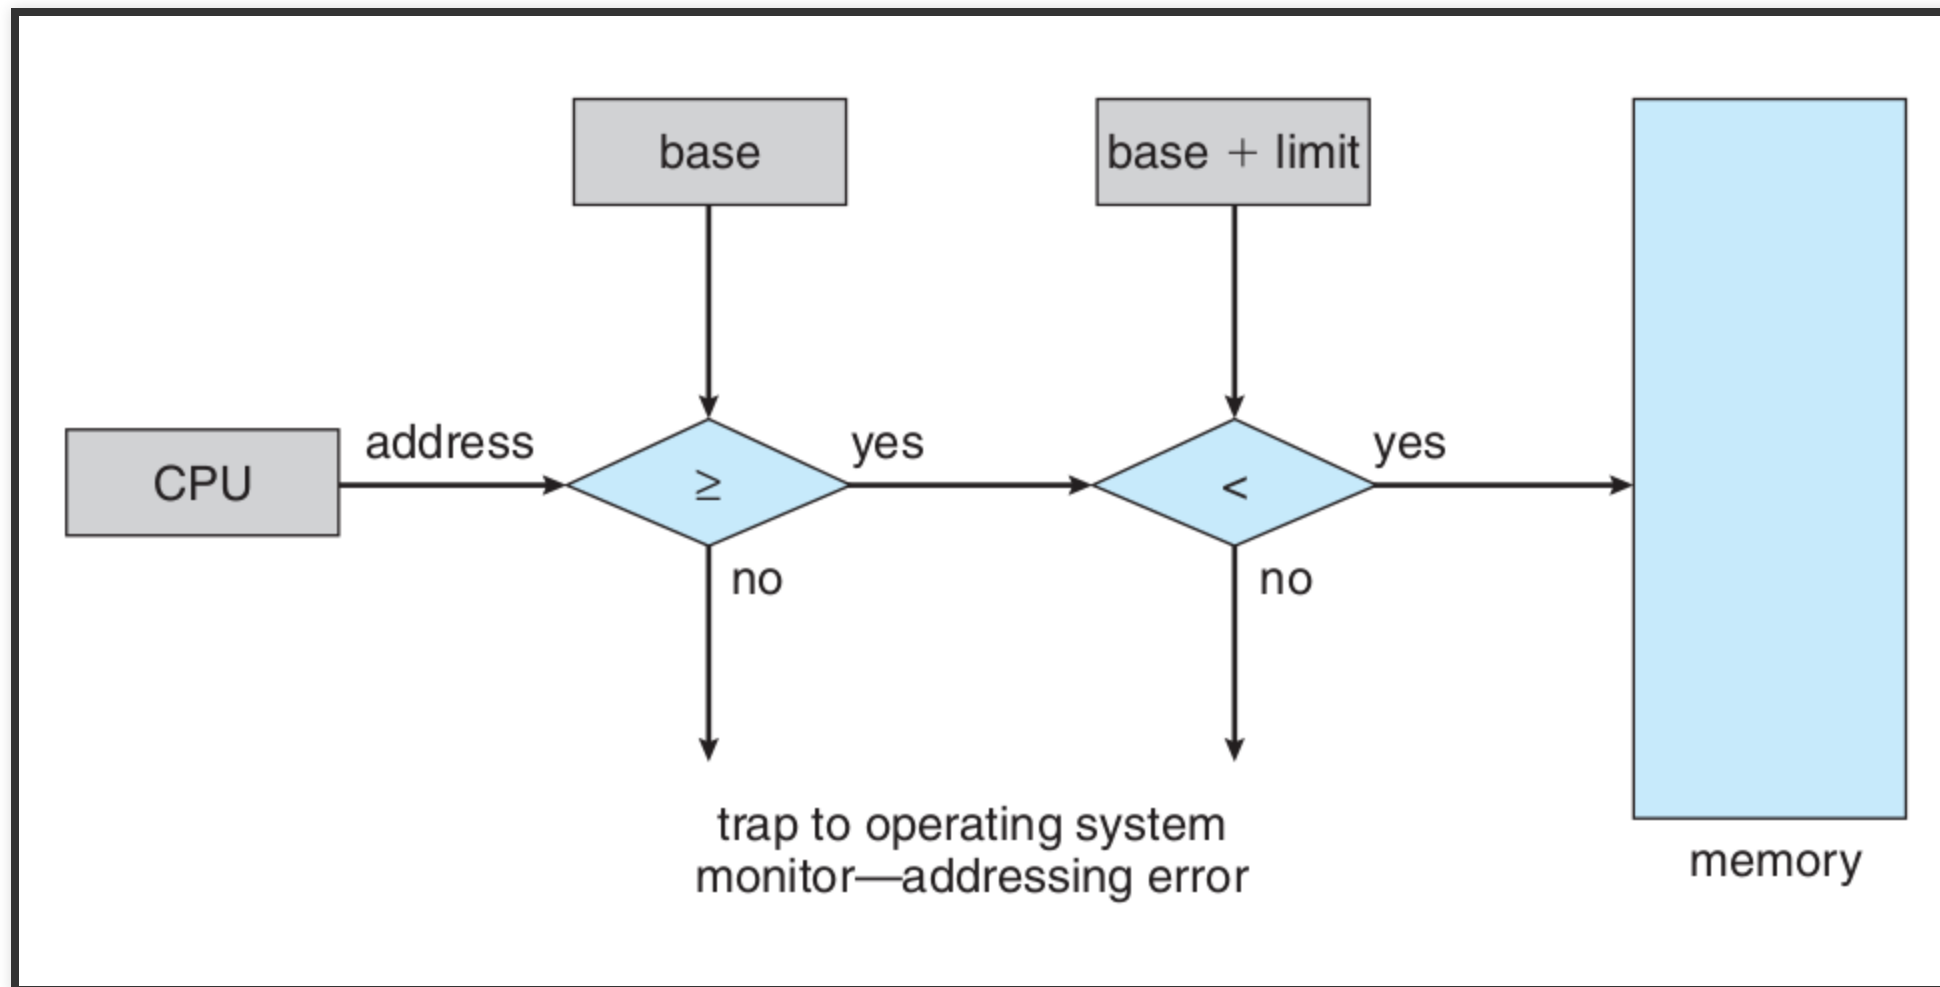 base
base + limit
CPU
address
≥
yes
<
yes
no
no
trap to operating system
monitor—addressing error
memory